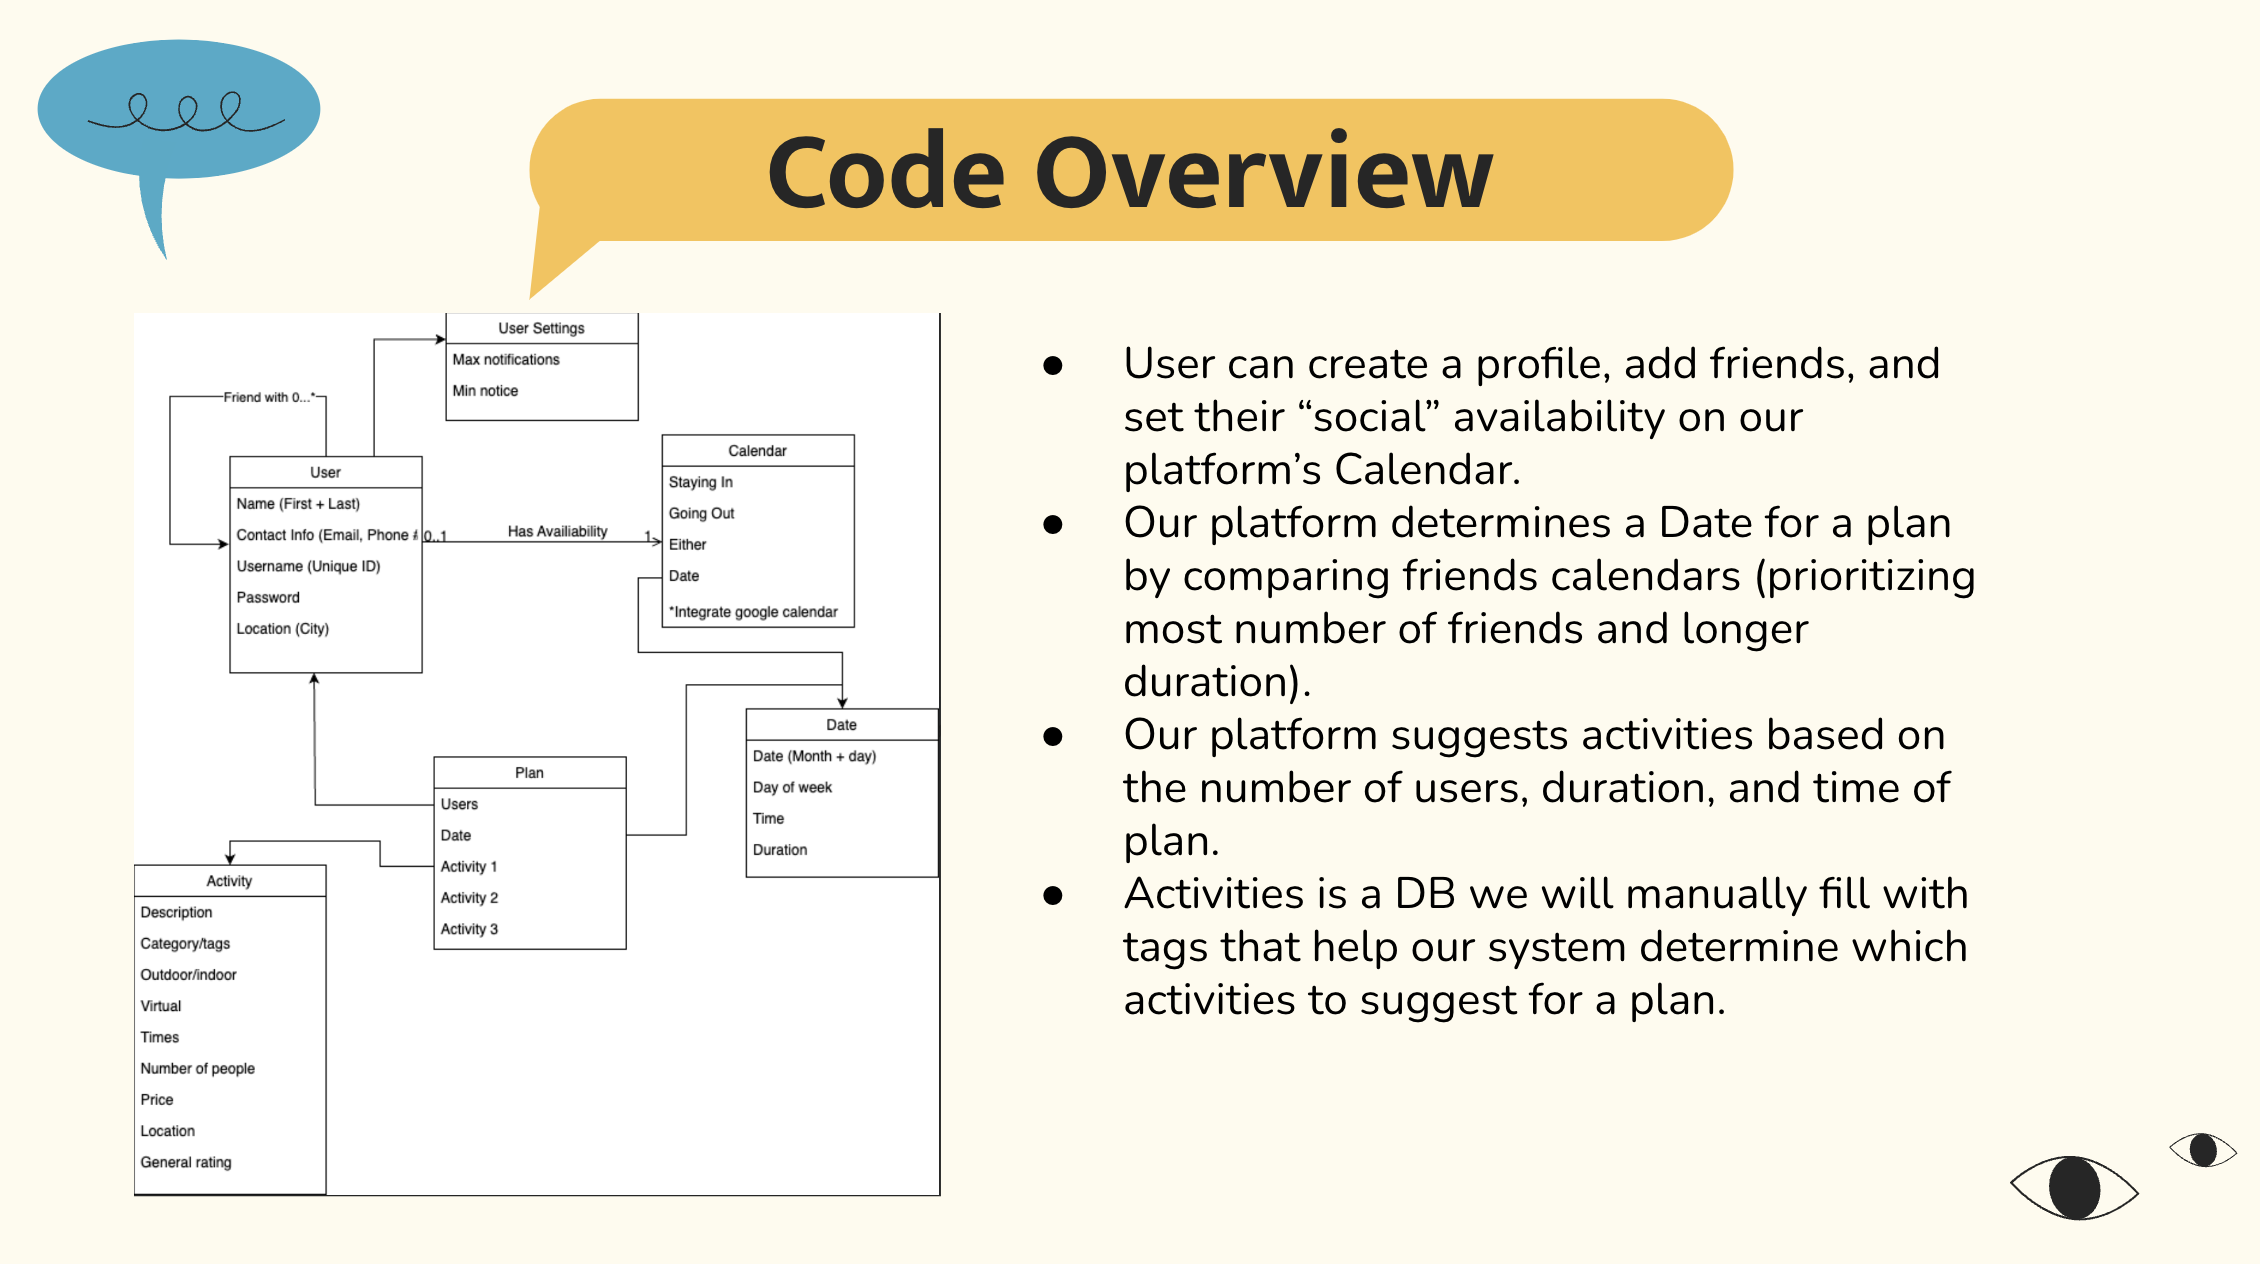 Code Overview
User Settings
Max notifications
Min notice
Friend with 0...*
User
Name (First + Last)
Contact Info (Email, Phone #
Username (Unique ID)
Password
Location (City)
0..1
Has Availiability
1
Calendar
Staying In
Going Out
Either
Date
*Integrate google calendar
Date
Date (Month + day)
Day of week
Time
Duration
Plan
Users
Date
Activity 1
Activity 2
Activity 3
Activity
Description
Category/tags
Outdoor/indoor
Virtual
Times
Number of people
Price
Location
General rating
● User can create a profile, add friends, and
set their “social” availability on our
platform’s Calendar.
● Our platform determines a Date for a plan
by comparing friends calendars (prioritizing
most number of friends and longer
duration).
● Our platform suggests activities based on
the number of users, duration, and time of
plan.
● Activities is a DB we will manually fill with
tags that help our system determine which
activities to suggest for a plan.